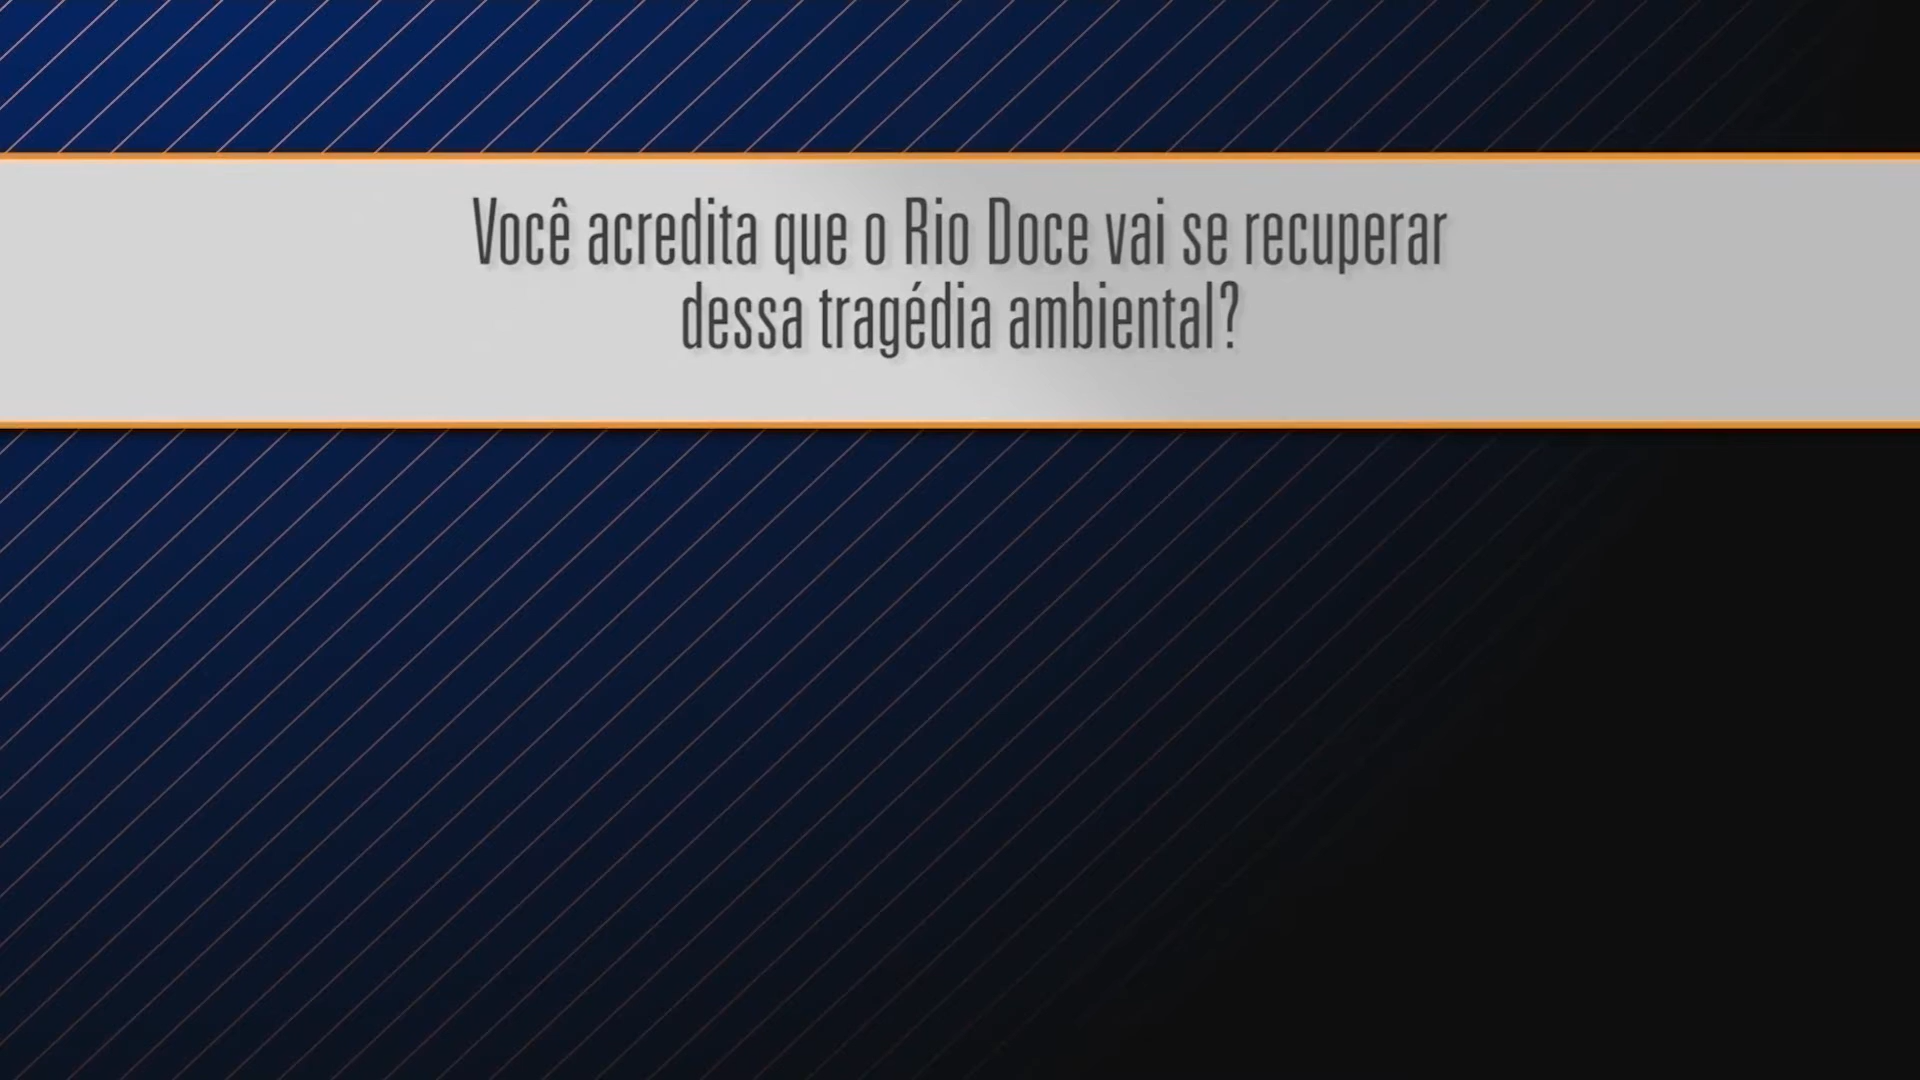 Você acredita que o Rio Doce vai se recuperar
dessa tragédia ambiental?